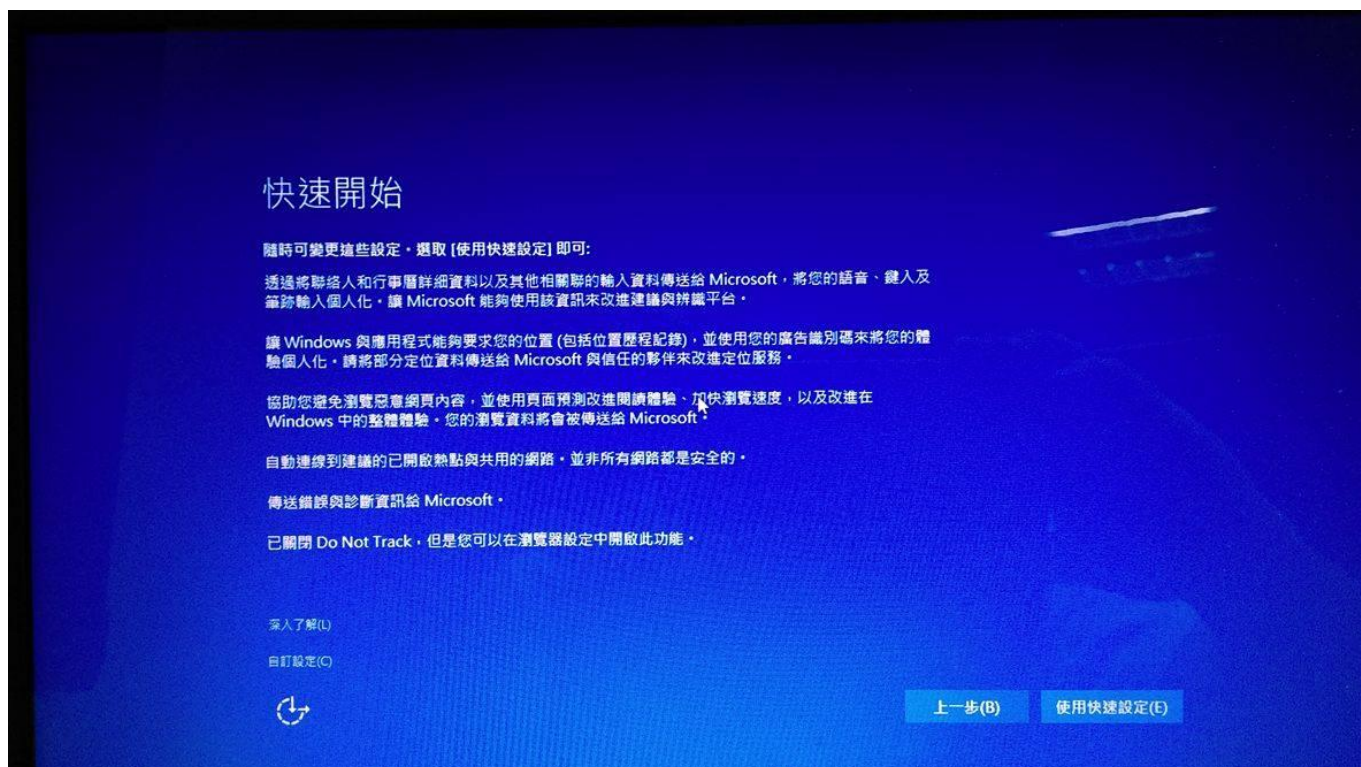 快速開始
隨時可變更這些設定。選取 [使用快速設定] 即可:
透過將聯絡人和行事曆詳細資料以及其他相關聯的輸入資料傳送給 Microsoft，將您的語音、鍵入及
筆跡輸入個人化。讓 Microsoft 能夠使用該資訊來改進建議與辨識平台。
讓 Windows 與應用程式能夠要求您的位置 (包括位置歷程記錄)，並使用您的廣告識別碼來將您的體
驗個人化。請將部分定位資料傳送給 Microsoft 與信任的夥伴來改進定位服務。
協助您避免瀏覽惡意網頁內容，並使用頁面預測改進閱讀體驗、加快瀏覽速度，以及改進在
Windows 中的整體體驗。您的瀏覽資料將會被傳送給 Microsoft。
自動連線到建議的已開啟熱點與共用的網路。並非所有網路都是安全的。
傳送錯誤與診斷資訊給 Microsoft。
已關閉 Do Not Track，但是您可以在瀏覽器設定中開啟此功能。
深入了解(L)
自訂設定(C)
上一步(B)
使用快速設定(E)